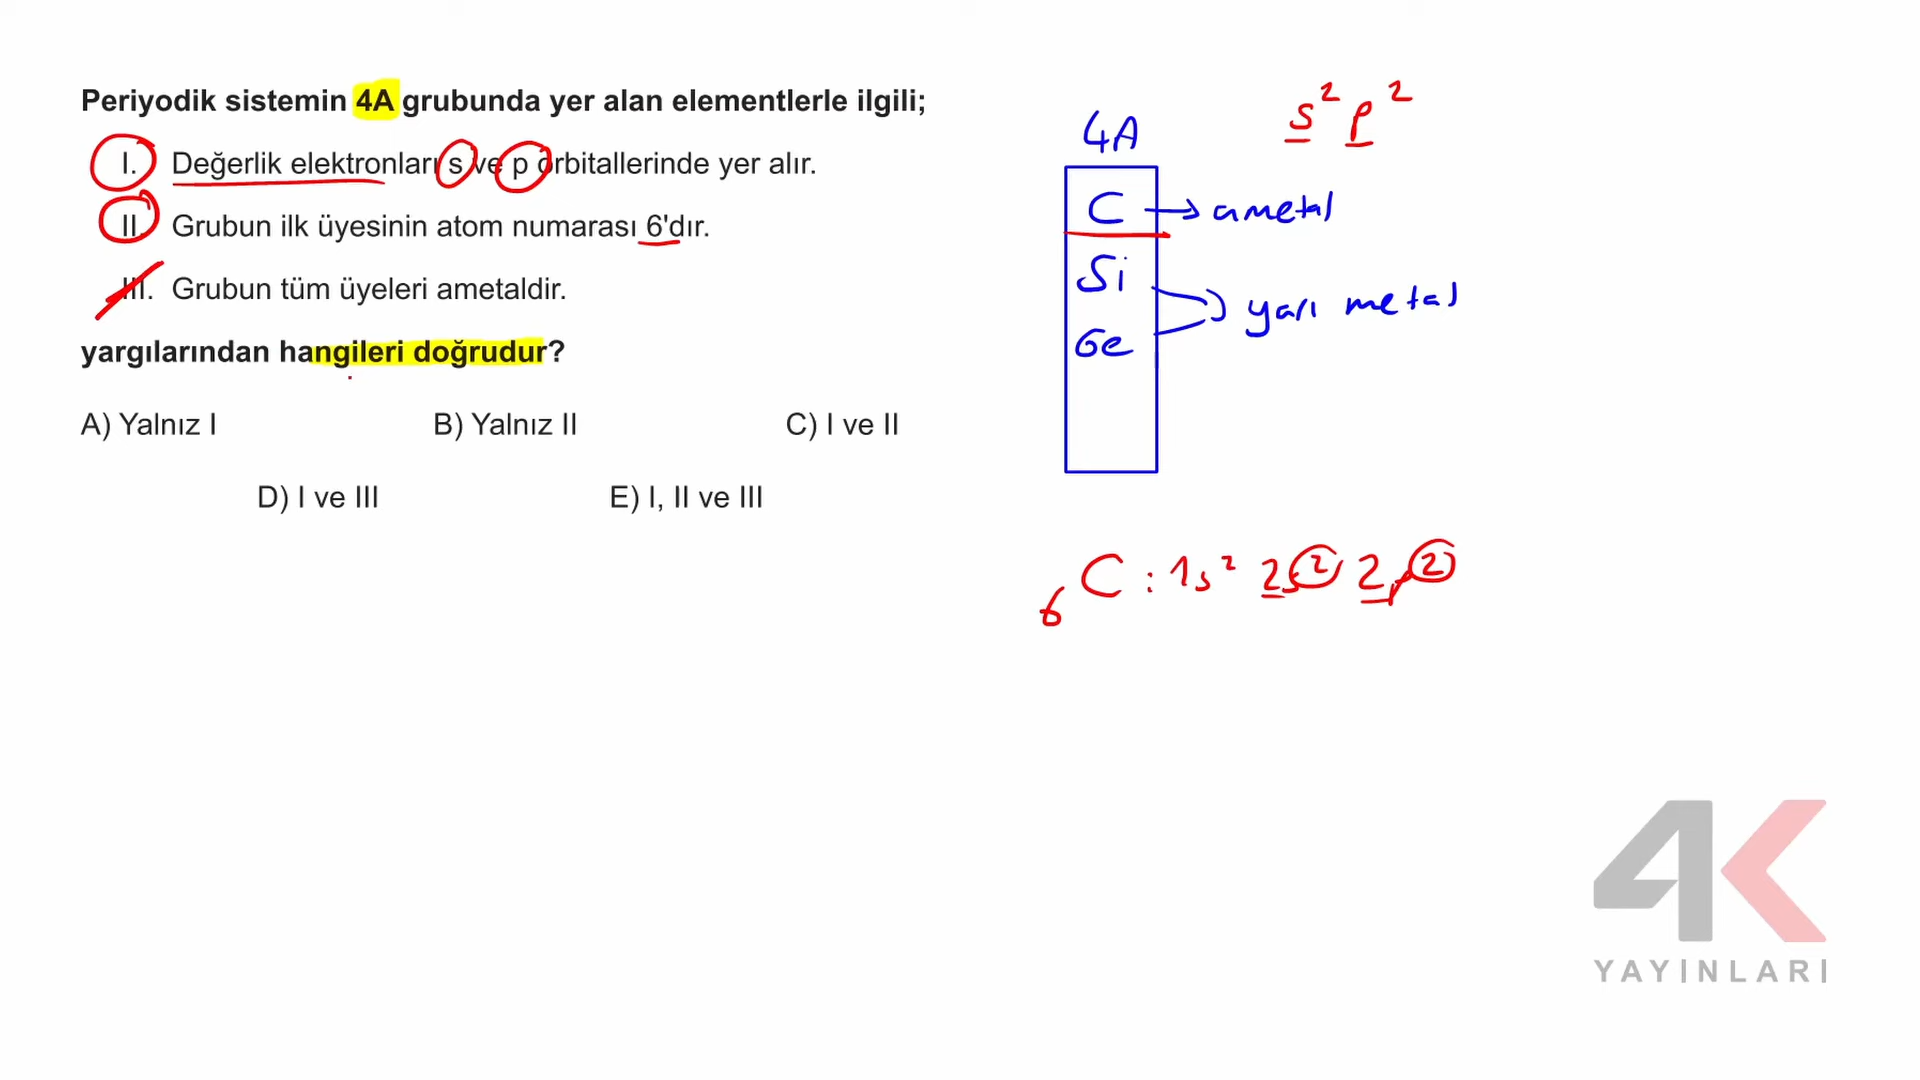 Periyodik sistemin 4A grubunda yer alan elementlerle ilgili;
I. Değerlik elektronları s ve p orbitallerinde yer alır.
II. Grubun ilk üyesinin atom numarası 6'dır.
III. Grubun tüm üyeleri ametaldir.
yargılarından hangileri doğrudur?
A) Yalnız I B) Yalnız II C) I ve II
D) I ve III E) I, II ve III
s² p²
4A
C → ametal
Si
Ge
yarı metal
₆C : 1s² 2s² 2p²
4K
YAYINLARI